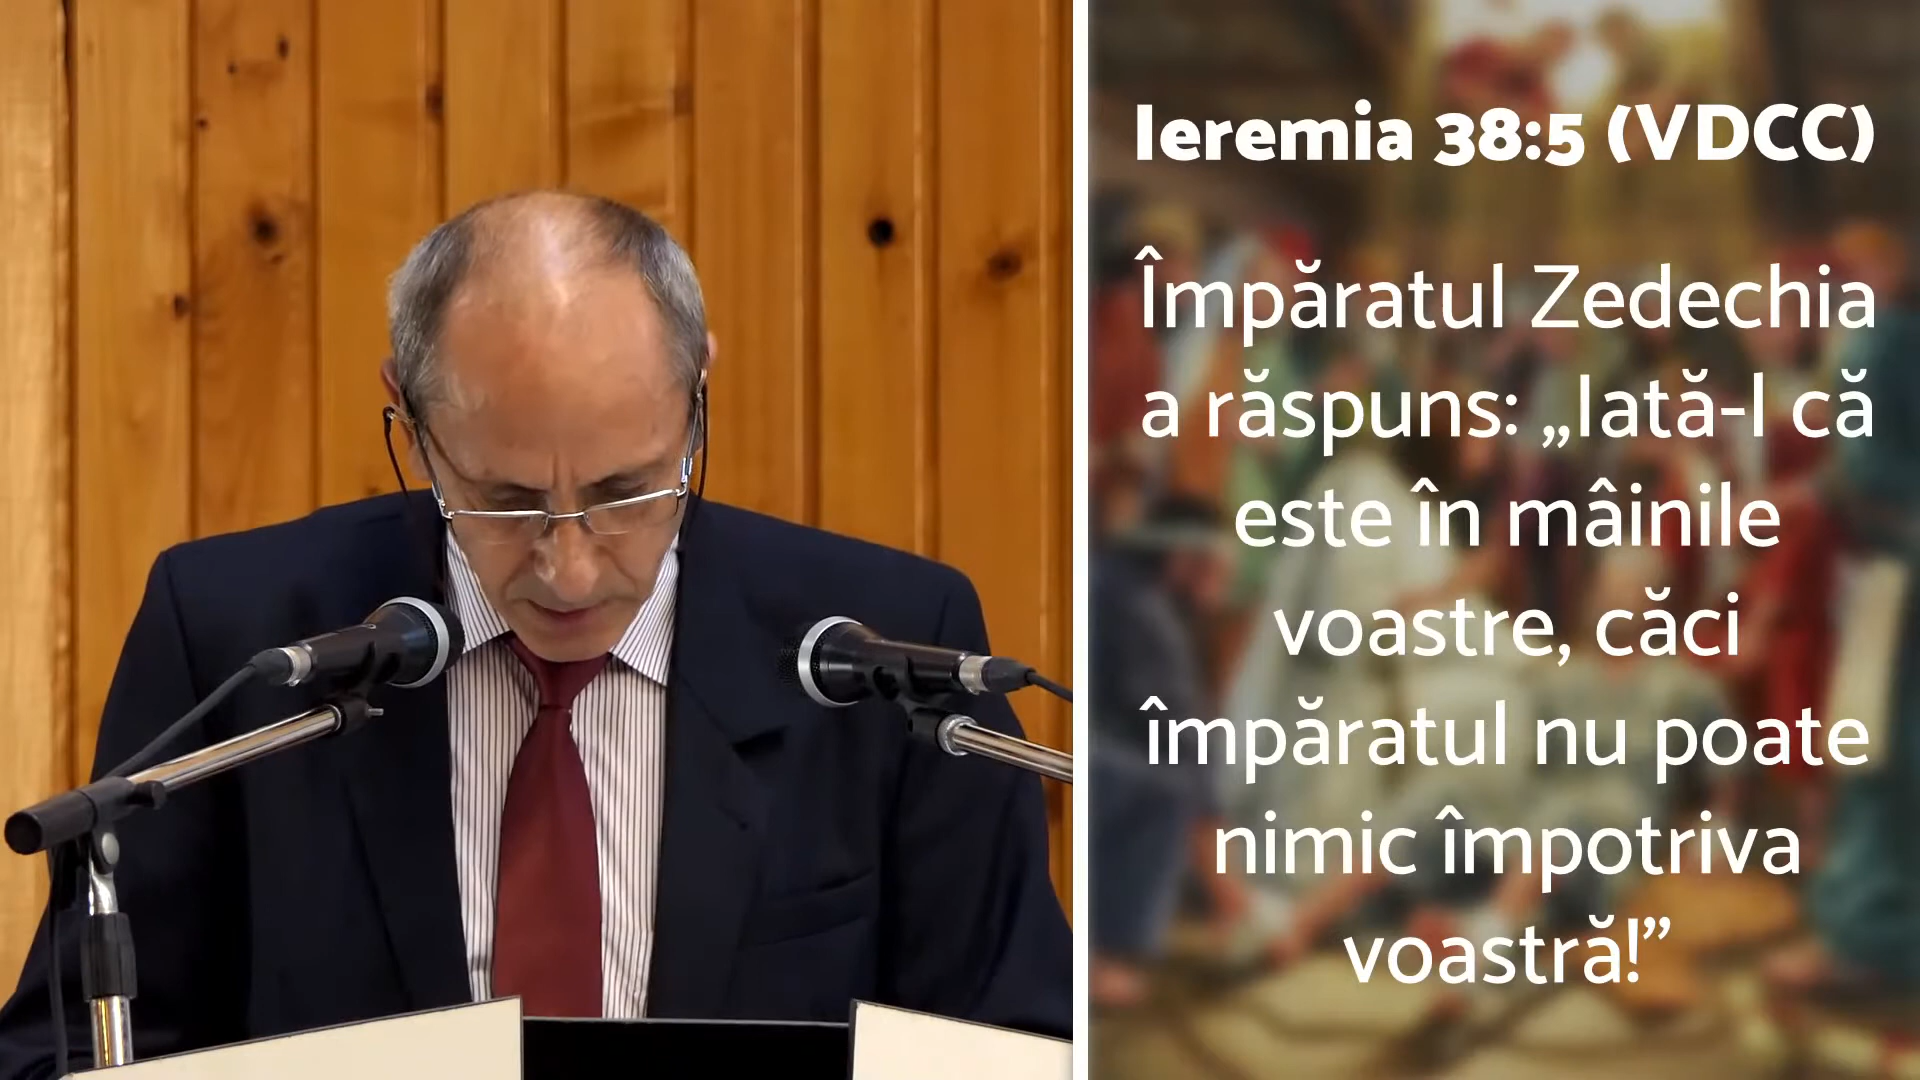 Ieremia 38:5 (VDCC)
Împăratul Zedechia
a răspuns: „Iată-l că
este în mâinile
voastre, căci
împăratul nu poate
nimic împotriva
voastră!”